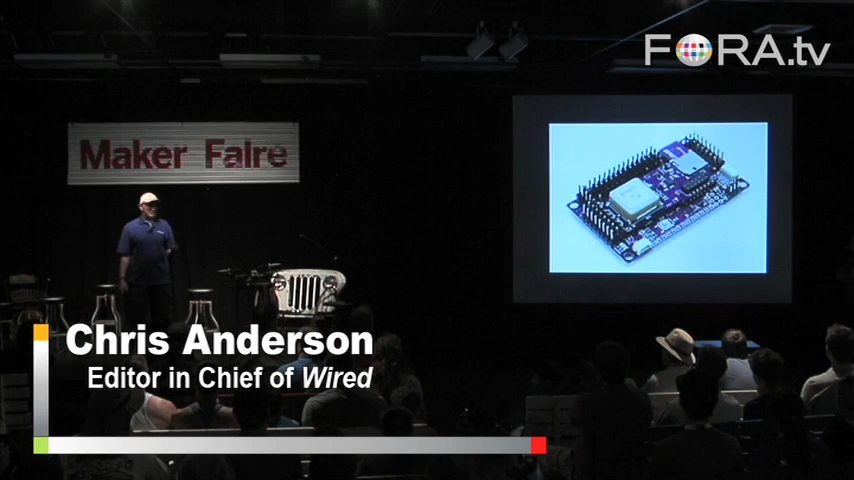 FORA.tv
Maker Faire
Chris Anderson
Editor in Chief of Wired